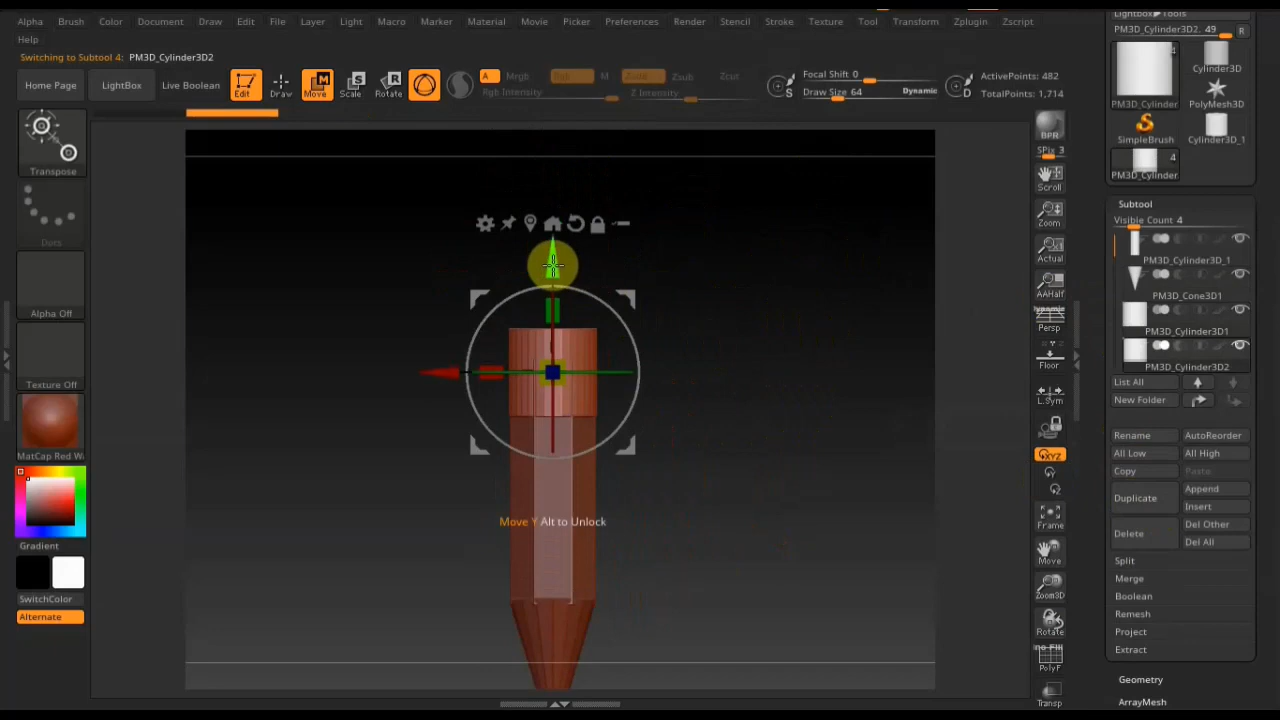 Alpha Brush Color Document Draw Edit File Layer Light Macro Marker Material Movie Picker Preferences Render Stencil Stroke Texture Tool Transform Zplugin Zscript
Help
Switching to Subtool 4: PM3D_Cylinder3D2
Home Page
LightBox
Live Boolean
Edit
Draw
Move
Scale
Rotate
A
Mrgb
Rgb
M
Rgb Intensity
Zadd
Zsub
Zcut
Z Intensity
Focal Shift 0
Draw Size 64
Dynamic
ActivePoints: 482
TotalPoints: 1,714
Transpose
Dots
Alpha Off
Texture Off
MatCap Red Wa
Gradient
SwitchColor
Alternate
Move Y Alt to Unlock
BPR
SPix 3
Scroll
Zoom
Actual
AAHalf
Dynamic
Persp
Floor
L.Sym
XYZ
Frame
Move
Zoom3D
Rotate
PolyF
Transp
Lightbox▶Tools
PM3D_Cylinder3D2. 49
R
4
PM3D_Cylinder
Cylinder3D
PolyMesh3D
SimpleBrush
Cylinder3D_1
4
PM3D_Cylinder
Subtool
Visible Count 4
PM3D_Cylinder3D_1
PM3D_Cone3D1
PM3D_Cylinder3D1
PM3D_Cylinder3D2
List All
New Folder
Rename
AutoReorder
All Low
All High
Copy
Paste
Duplicate
Append
Insert
Delete
Del Other
Del All
Split
Merge
Boolean
Remesh
Project
Extract
Geometry
ArrayMesh